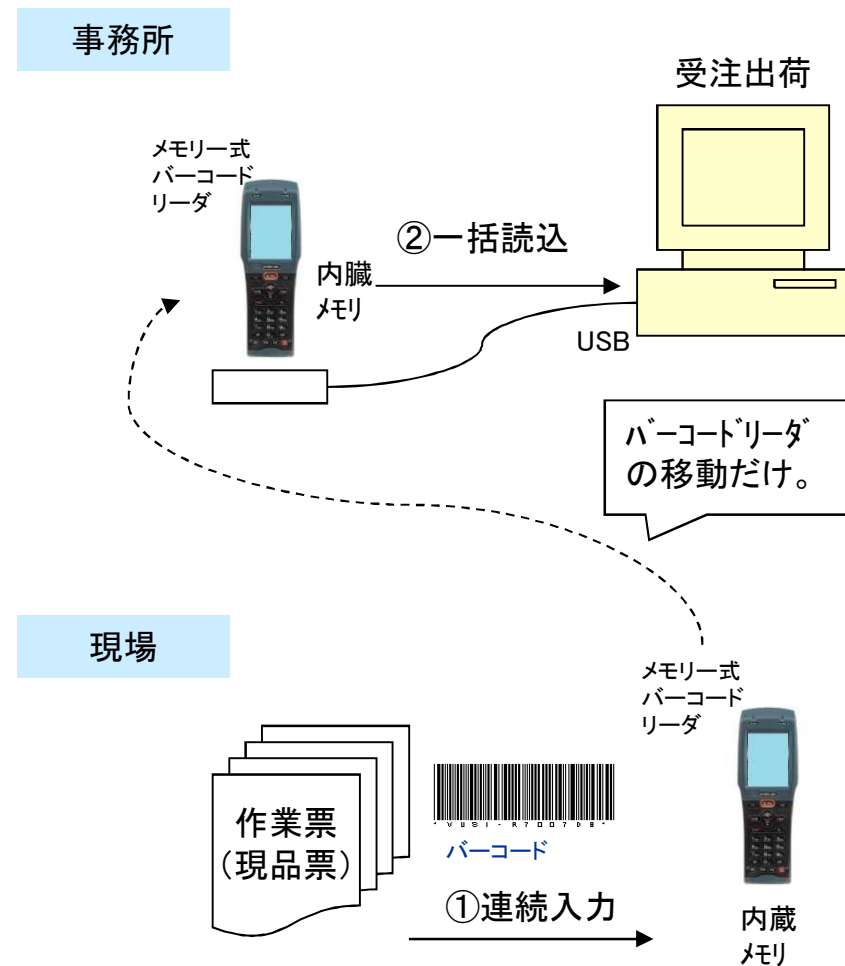 事務所
受注出荷
メモリー式
バーコード
リーダ
②一括読込
内臓
ﾒﾓﾘ
USB
ﾊﾞｰｺｰﾄﾞﾘｰﾀﾞ
の移動だけ。
現場
メモリー式
バーコード
リーダ
作業票
(現品票)
バーコード
①連続入力
内蔵
ﾒﾓﾘ